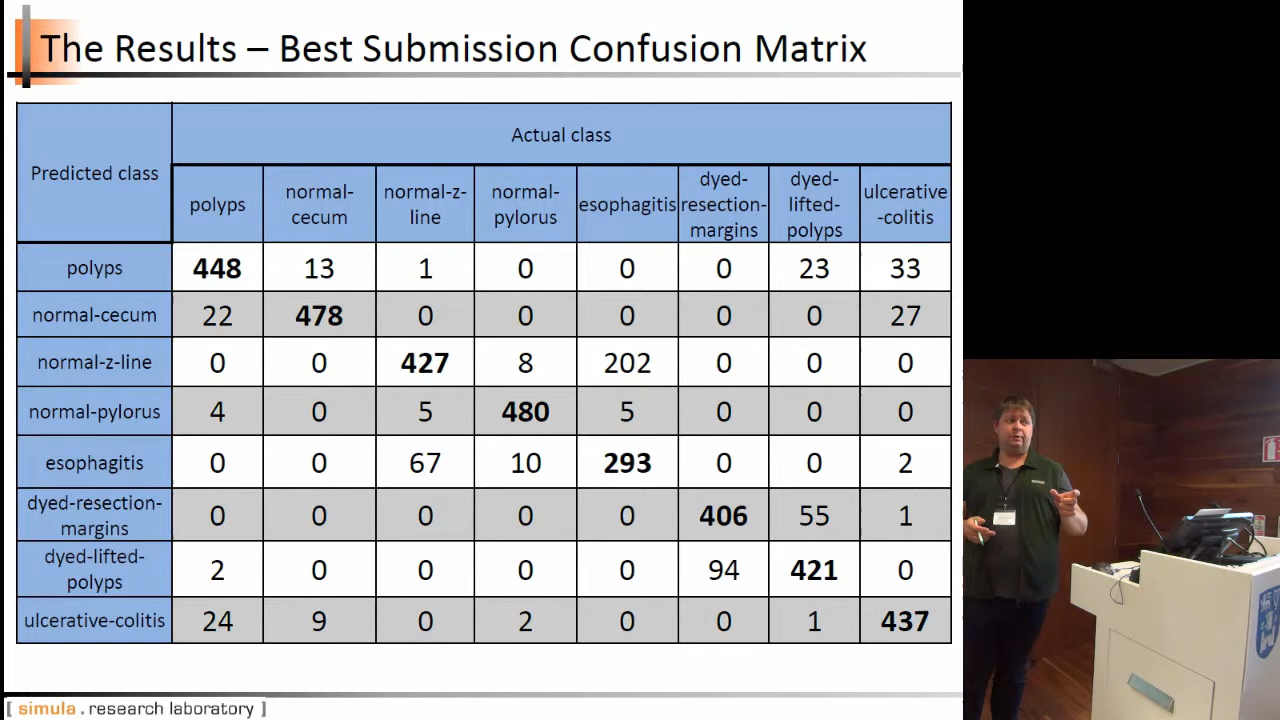 The Results – Best Submission Confusion Matrix
Predicted class
Actual class
polyps
normal-
cecum
normal-z-
line
normal-
pylorus
esophagitis
dyed-
resection-
margins
dyed-
lifted-
polyps
ulcerative
-colitis
polyps 448 13 1 0 0 0 23 33
normal-cecum 22 478 0 0 0 0 0 27
normal-z-line 0 0 427 8 202 0 0 0
normal-pylorus 4 0 5 480 5 0 0 0
esophagitis 0 0 67 10 293 0 0 2
dyed-resection-
margins 0 0 0 0 0 406 55 1
dyed-lifted-
polyps 2 0 0 0 0 94 421 0
ulcerative-colitis 24 9 0 2 0 0 1 437
[ simula . research laboratory ]